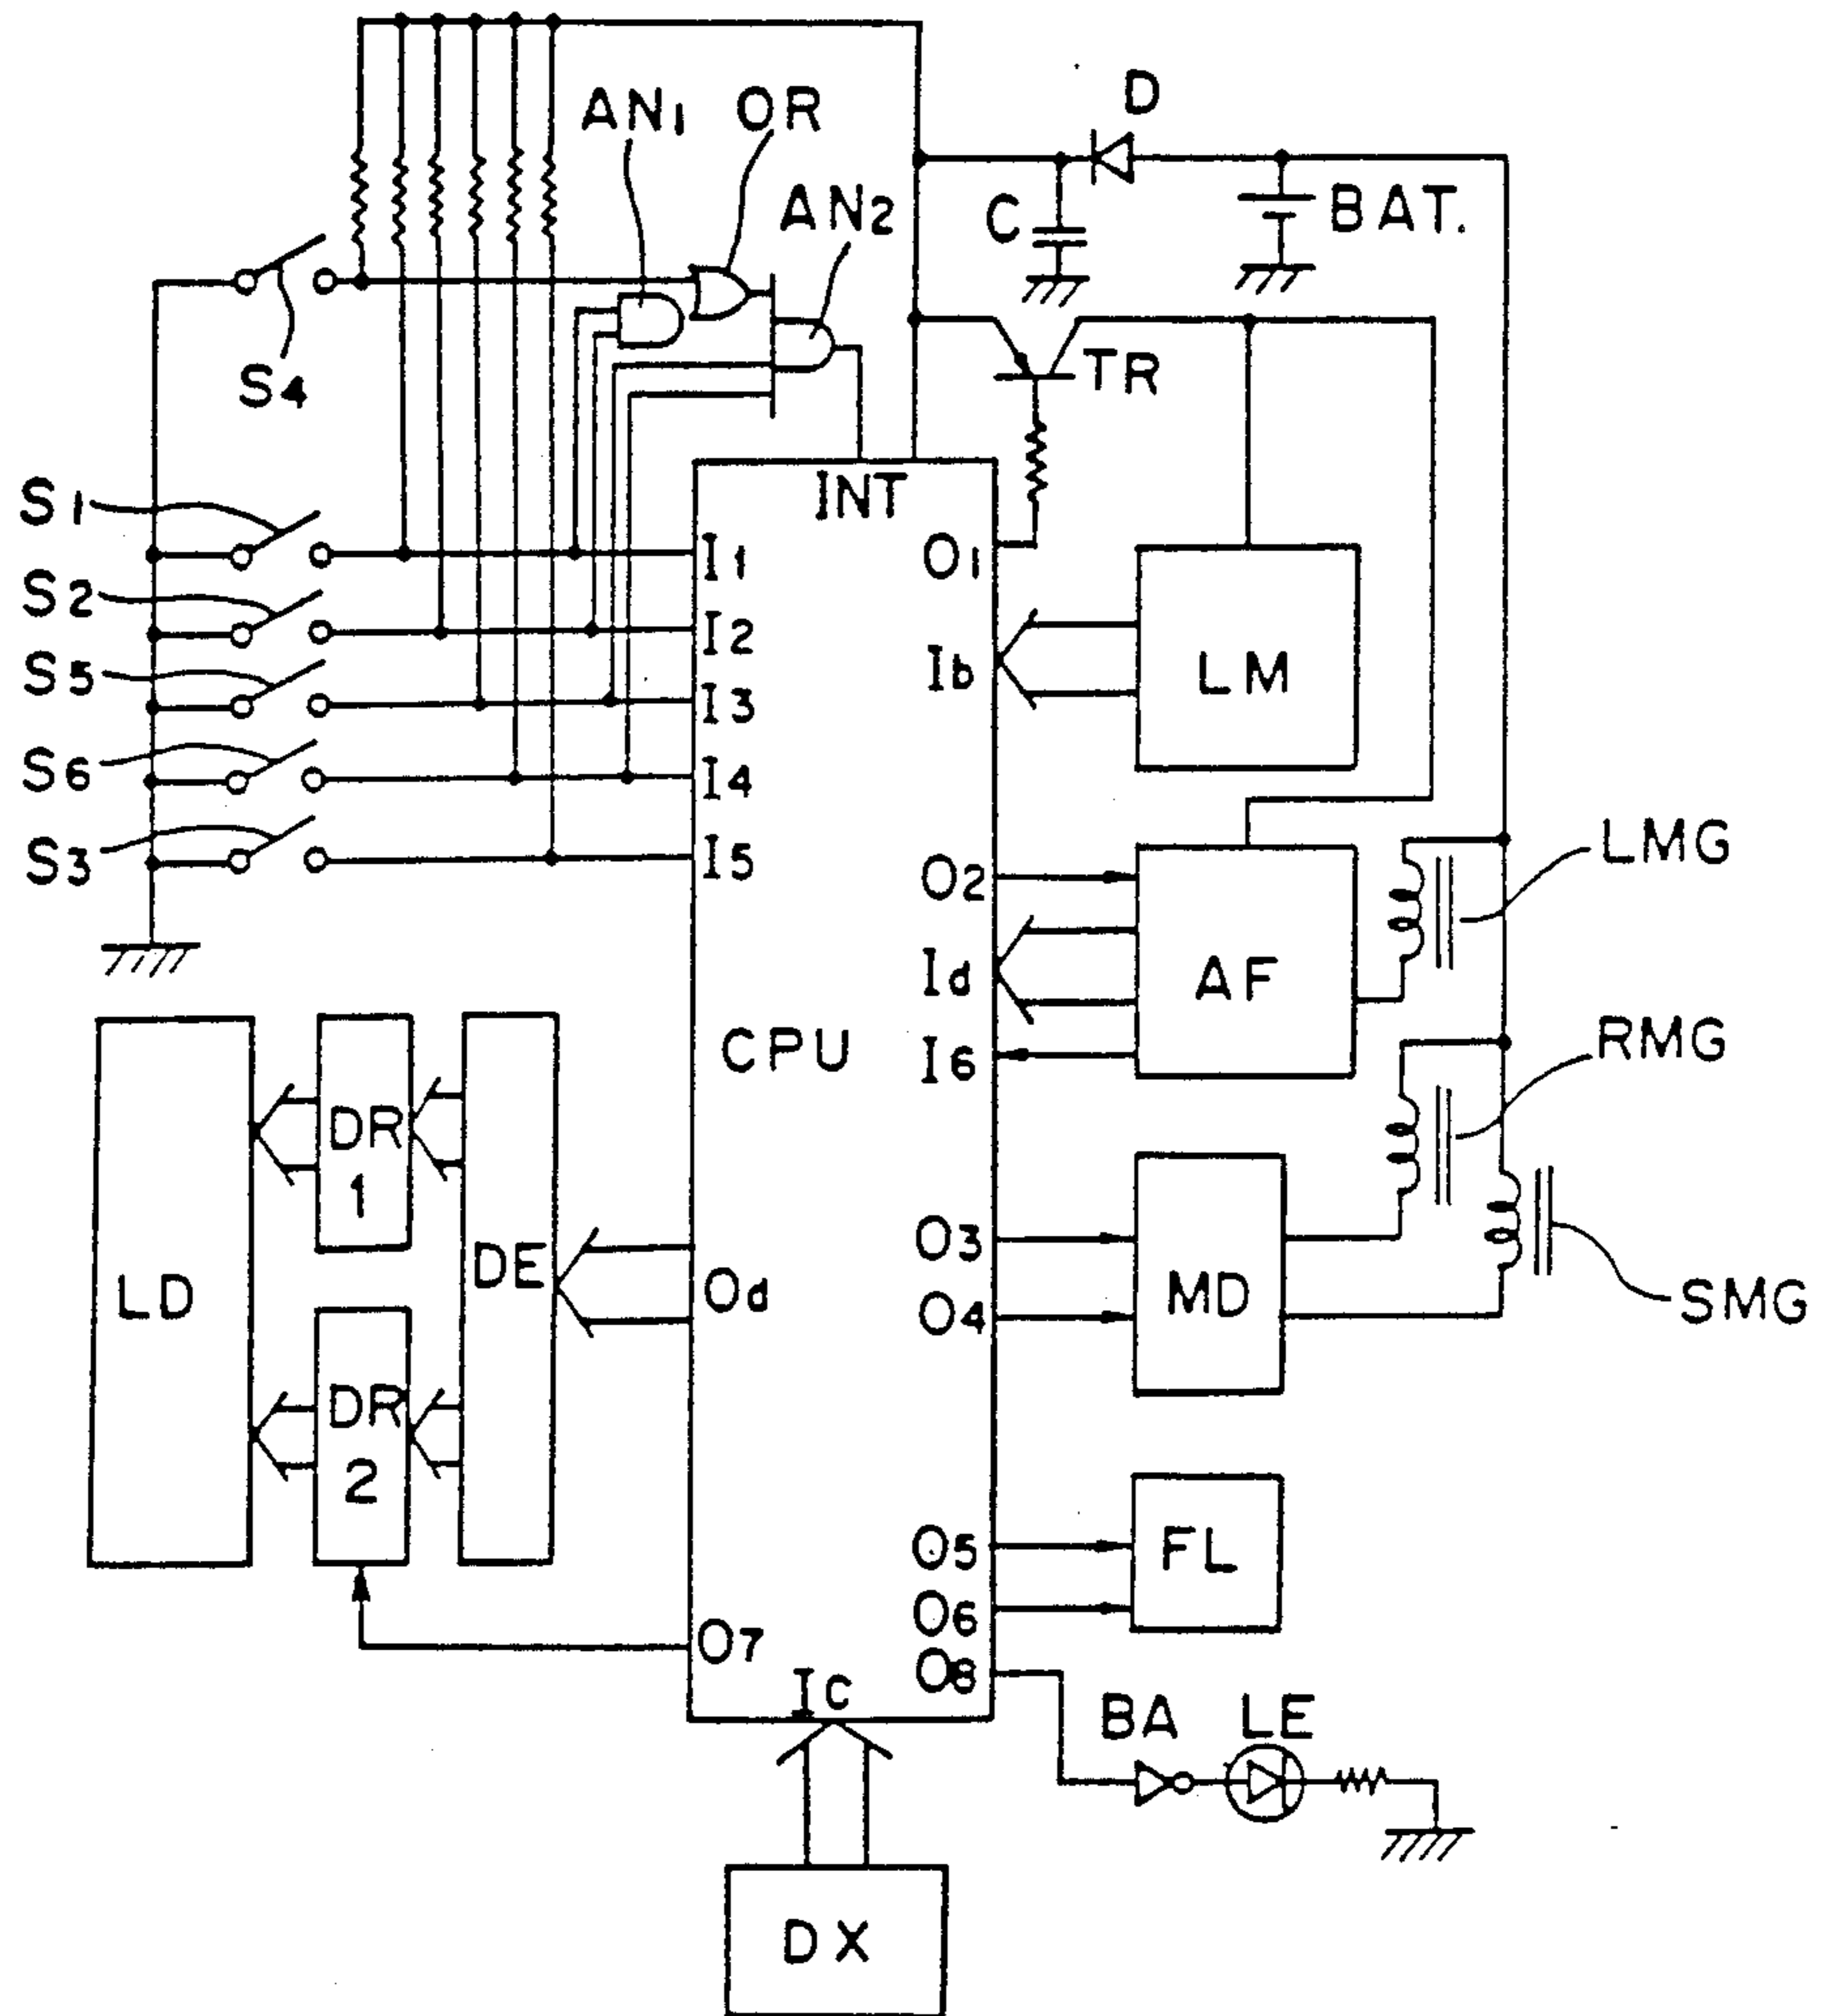 AN1 OR
D
AN2
C
BAT.
S4
TR
S1
INT
I1
O1
S2
I2
Ib
LM
S5
I3
S6
I4
S3
I5
LMG
O2
Id
AF
RMG
I6
CPU
DR
1
LD
DE
Od
O3
MD
O4
SMG
DR
2
O5
FL
O6
O7
O8
Ic
BA LE
DX